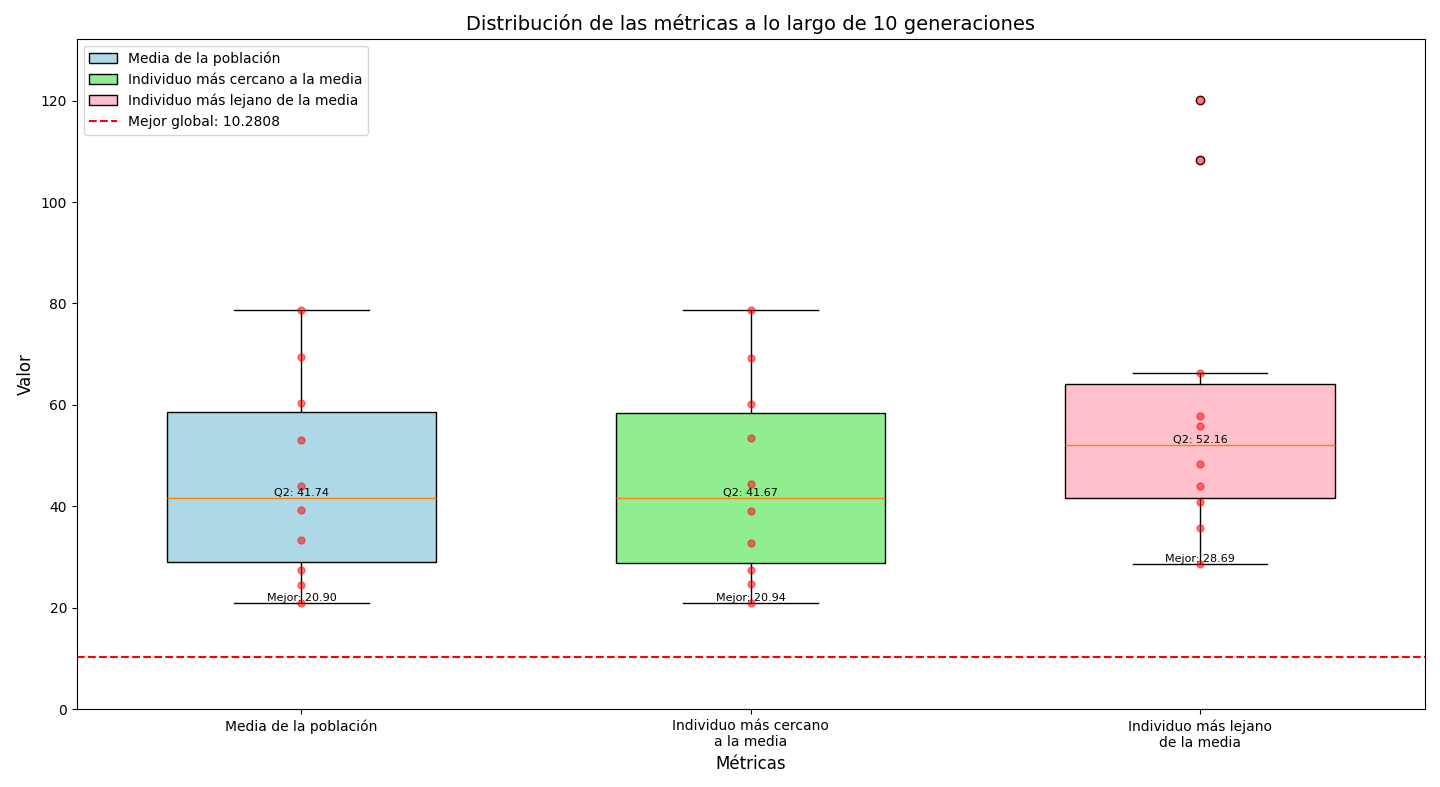 Distribución de las métricas a lo largo de 10 generaciones
Media de la población
Individuo más cercano a la media
Individuo más lejano de la media
Mejor global: 10.2808
Valor
120
100
80
60
40
20
0
Q2: 41.74
Mejor: 20.90
Q2: 41.67
Mejor: 20.94
Q2: 52.16
Mejor: 28.69
Media de la población
Individuo más cercano
a la media
Individuo más lejano
de la media
Métricas